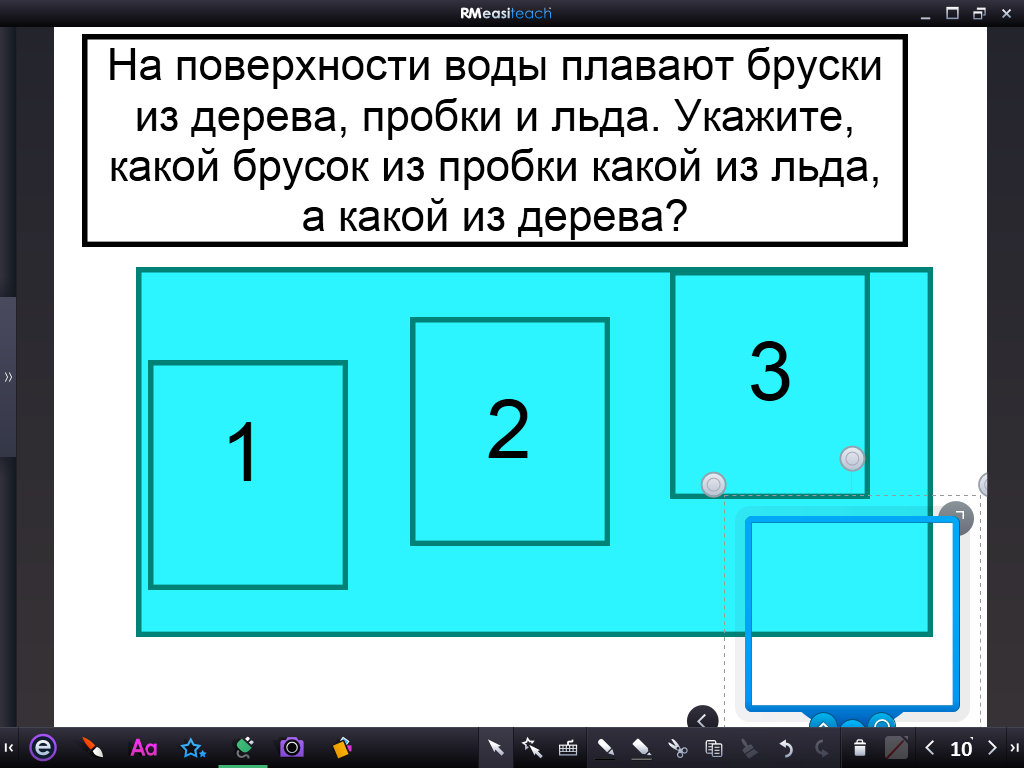 RMeasiteach
На поверхности воды плавают бруски
из дерева, пробки и льда. Укажите,
какой брусок из пробки какой из льда,
а какой из дерева?
1
2
3
Aa
10